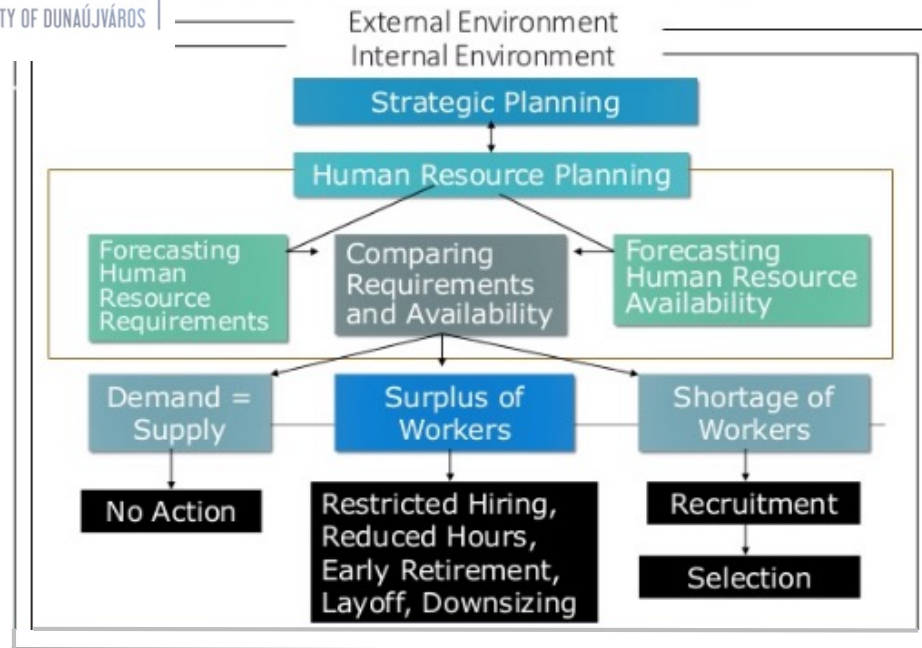 TY OF DUNAÚJVÁROS
External Environment
Internal Environment
Strategic Planning
Human Resource Planning
Forecasting
Human
Resource
Requirements
Comparing
Requirements
and Availability
Forecasting
Human Resource
Availability
Demand =
Supply
Surplus of
Workers
Shortage of
Workers
No Action
Restricted Hiring,
Reduced Hours,
Early Retirement,
Layoff, Downsizing
Recruitment
Selection